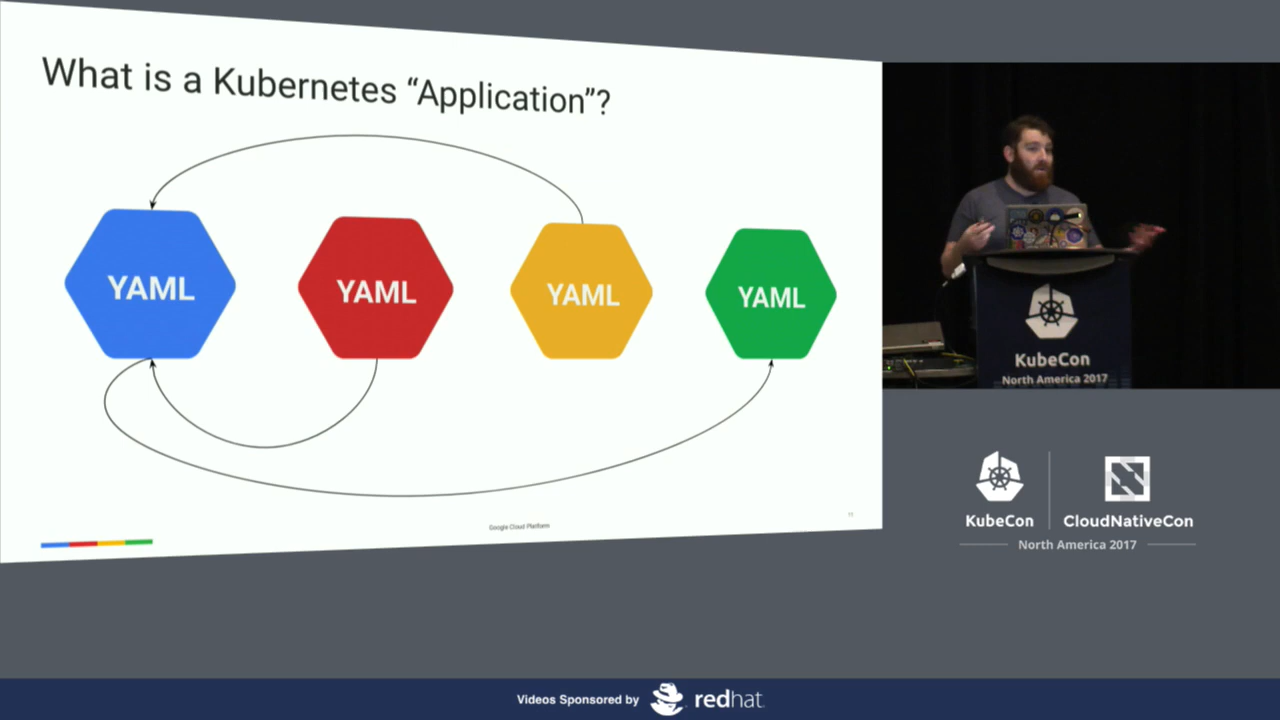 What is a Kubernetes “Application”?
YAML
YAML
YAML
YAML
Google Cloud Platform
KubeCon
North America 2017
KubeCon
CloudNativeCon
North America 2017
Videos Sponsored by
redhat.